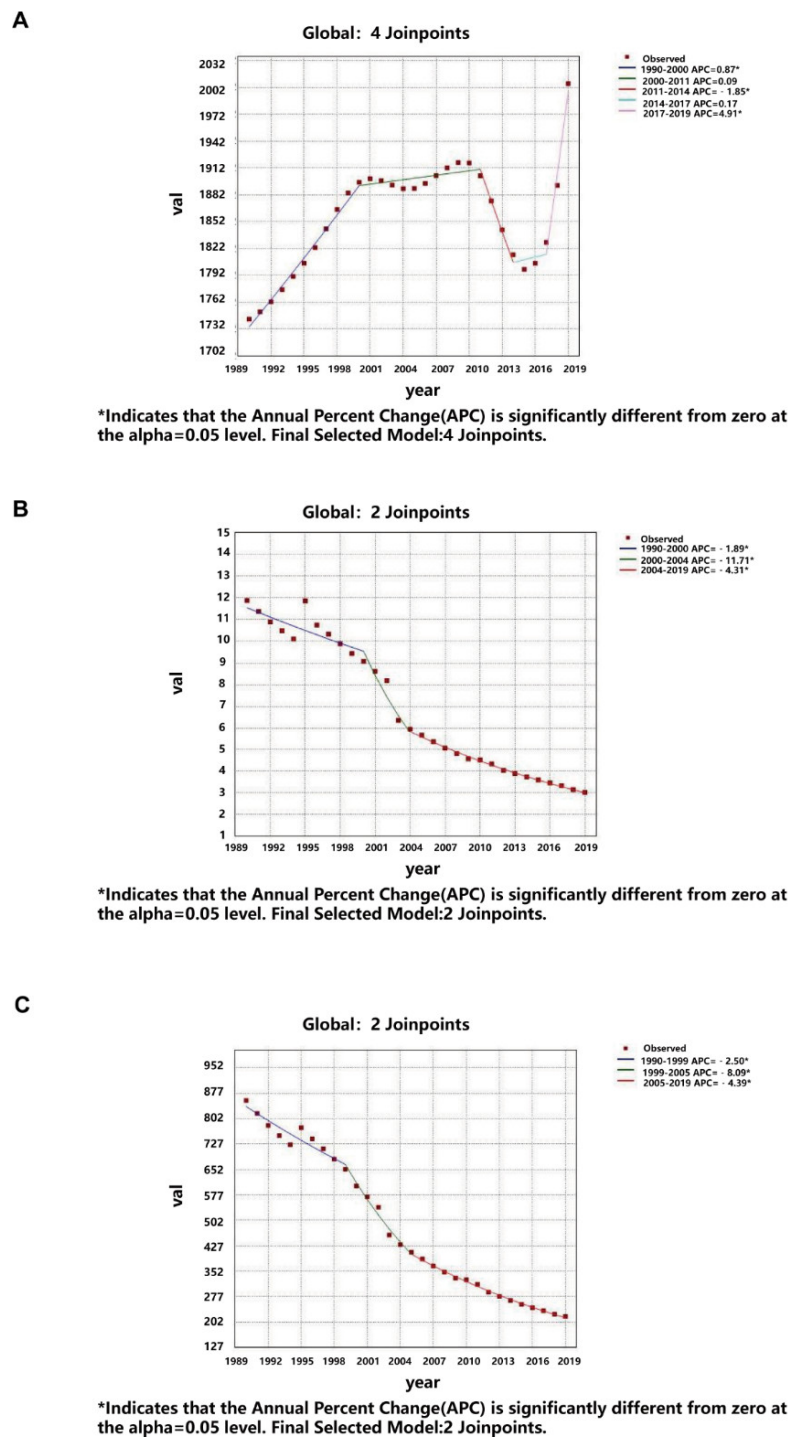 A
Global: 4 Joinpoints
2032
2002
1972
1942
1912
1882
1852
1822
1792
1762
1732
1702
val
1989 1992 1995 1998 2001 2004 2007 2010 2013 2016 2019
year
Observed
1990-2000 APC=0.87*
2000-2011 APC=0.09
2011-2014 APC= - 1.85*
2014-2017 APC=0.17
2017-2019 APC=4.91*
*Indicates that the Annual Percent Change(APC) is significantly different from zero at
the alpha=0.05 level. Final Selected Model:4 Joinpoints.
B
Global: 2 Joinpoints
15
14
13
12
11
10
9
8
7
6
5
4
3
2
1
val
1989 1992 1995 1998 2001 2004 2007 2010 2013 2016 2019
year
Observed
1990-2000 APC= - 1.89*
2000-2004 APC= - 11.71*
2004-2019 APC= - 4.31*
*Indicates that the Annual Percent Change(APC) is significantly different from zero at
the alpha=0.05 level. Final Selected Model:2 Joinpoints.
C
Global: 2 Joinpoints
952
877
802
727
652
577
502
427
352
277
202
127
val
1989 1992 1995 1998 2001 2004 2007 2010 2013 2016 2019
year
Observed
1990-1999 APC= - 2.50*
1999-2005 APC= - 8.09*
2005-2019 APC= - 4.39*
*Indicates that the Annual Percent Change(APC) is significantly different from zero at
the alpha=0.05 level. Final Selected Model:2 Joinpoints.